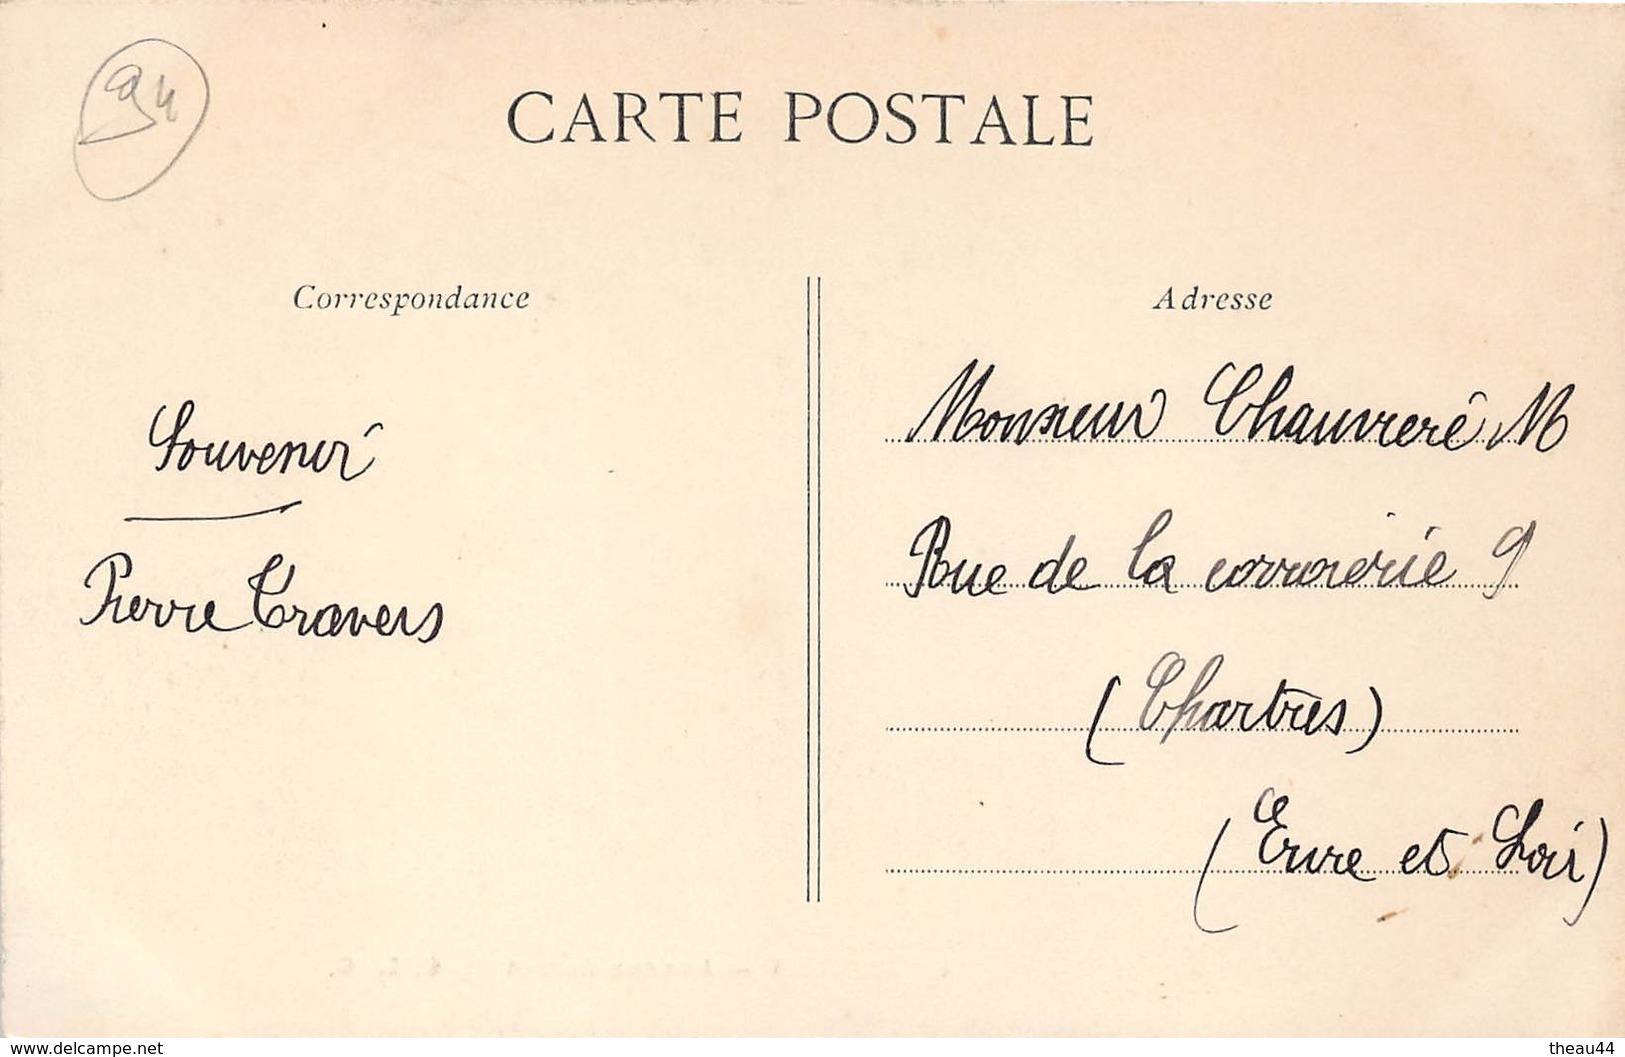 94
CARTE POSTALE
Correspondance
Souvenir
Pierre Travers
Adresse
Monsieur Chauveré M
Rue de la corroierie 9
(Chartres)
(Eure et Loir)
www.delcampe.net
theau44